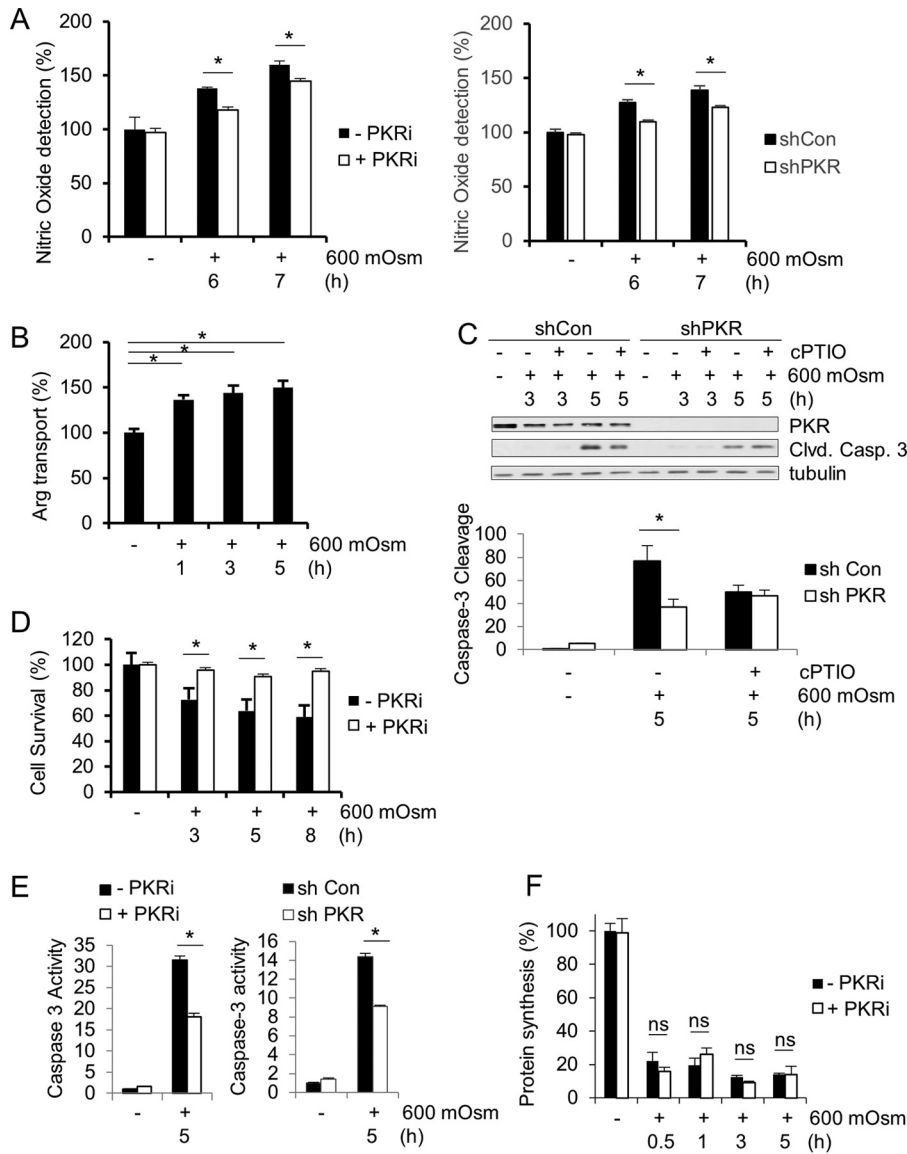 A
Nitric Oxide detection (%)
200
150
100
50
0
*
*
- PKRi
+ PKRi
- + + 600 mOsm
6 7 (h)
Nitric Oxide detection (%)
200
150
100
50
0
*
*
shCon
shPKR
- + + 600 mOsm
6 7 (h)
B
Arg transport (%)
200
150
100
50
0
*
*
*
- + + + 600 mOsm
1 3 5 (h)
C
shCon shPKR
- - + - + - - + - + cPTIO
- + + + + - + + + + 600 mOsm
3 3 5 5 3 3 5 5 (h)
PKR
Clvd. Casp. 3
tubulin
Caspase-3 Cleavage
100
80
60
40
20
0
*
sh Con
sh PKR
- - + cPTIO
- + + 600 mOsm
5 5 (h)
D
Cell Survival (%)
120
100
80
60
40
20
0
* * *
- PKRi
+ PKRi
- + + + 600 mOsm
3 5 8 (h)
E
- PKRi
+ PKRi
Caspase 3 Activity
35
30
25
20
15
10
5
0
*
- +
5
sh Con
sh PKR
Caspase-3 activity
16
14
12
10
8
6
4
2
0
*
- + 600 mOsm
5 (h)
F
Protein synthesis (%)
100
80
60
40
20
0
ns ns ns ns
- PKRi
+ PKRi
- + + + + 600 mOsm
0.5 1 3 5 (h)